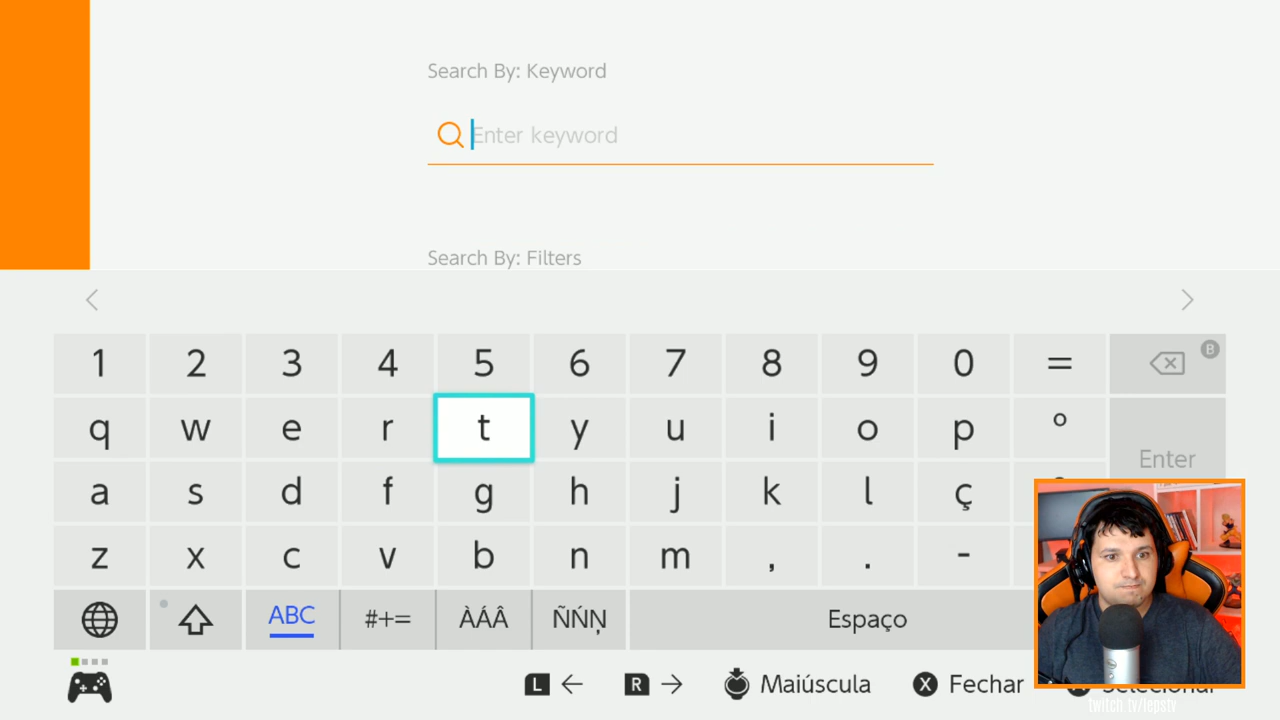 Search By: Keyword
Enter keyword
Search By: Filters
1 2 3 4 5 6 7 8 9 0 = B
q w e r t y u i o p º
Enter
a s d f g h j k l ç
z x c v b n m , . -
ABC #+= ÀÁÂ ÑŃŅ Espaço
L ← R → Maiúscula X Fechar Selecionar
twitch.tv/iepstv